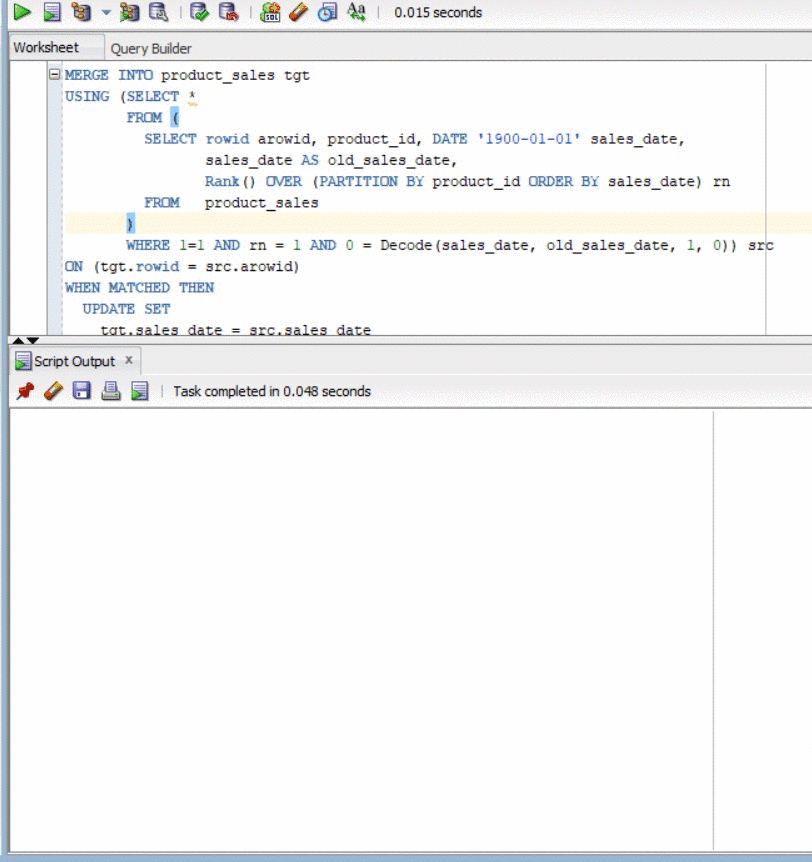 0.015 seconds
Worksheet Query Builder
MERGE INTO product_sales tgt
USING (SELECT *
FROM (
SELECT rowid arowid, product_id, DATE '1900-01-01' sales_date,
sales_date AS old_sales_date,
Rank() OVER (PARTITION BY product_id ORDER BY sales_date) rn
FROM product_sales
)
WHERE 1=1 AND rn = 1 AND 0 = Decode(sales_date, old_sales_date, 1, 0)) src
ON (tgt.rowid = src.arowid)
WHEN MATCHED THEN
UPDATE SET
tgt.sales_date = src.sales_date
Script Output x
Task completed in 0.048 seconds